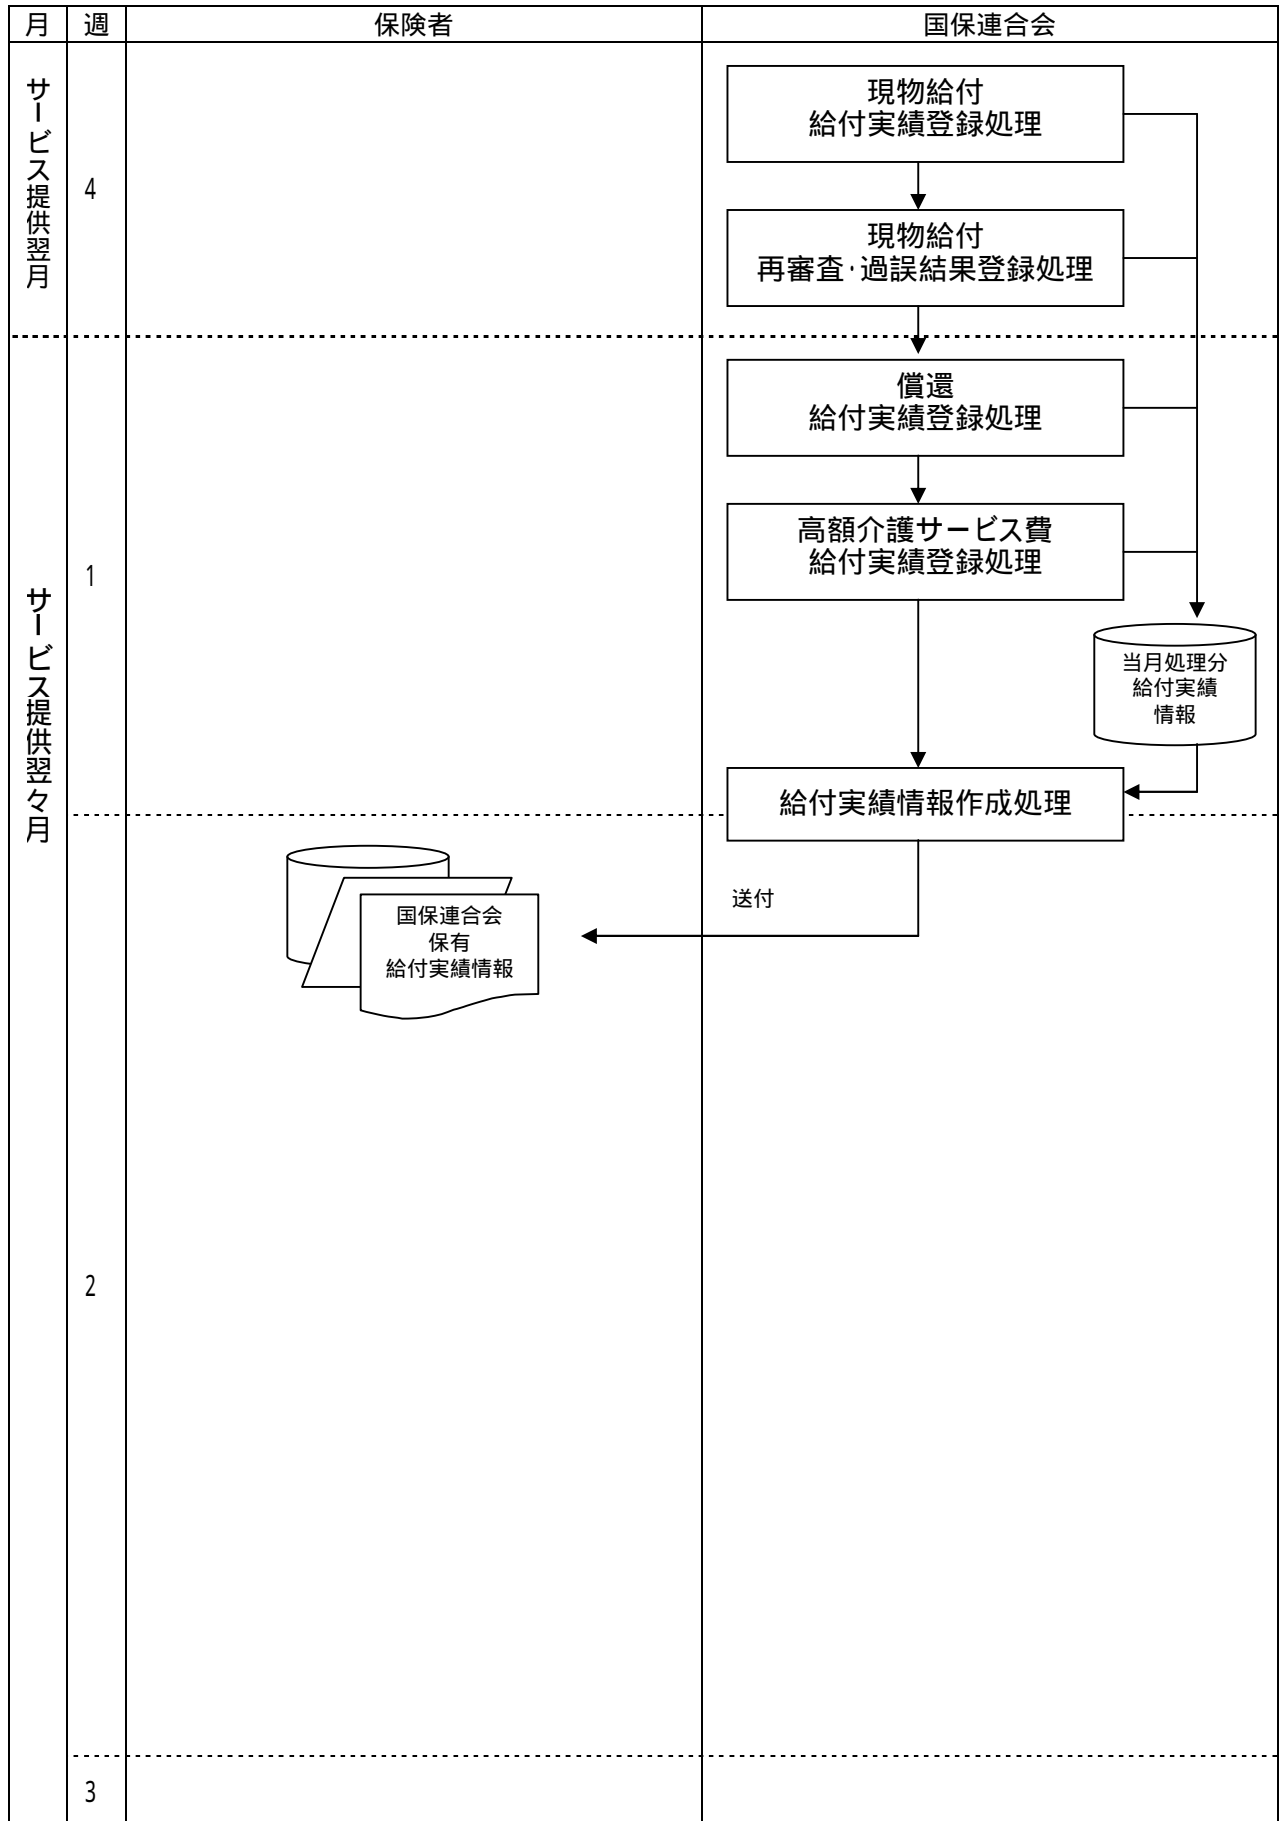 月 週 保険者 国保連合会
サービス提供翌月
4
現物給付
給付実績登録処理
現物給付
再審査・過誤結果登録処理
サービス提供翌々月
1
償還
給付実績登録処理
高額介護サービス費
給付実績登録処理
当月処理分
給付実績
情報
給付実績情報作成処理
送付
国保連合会
保有
給付実績情報
2
3